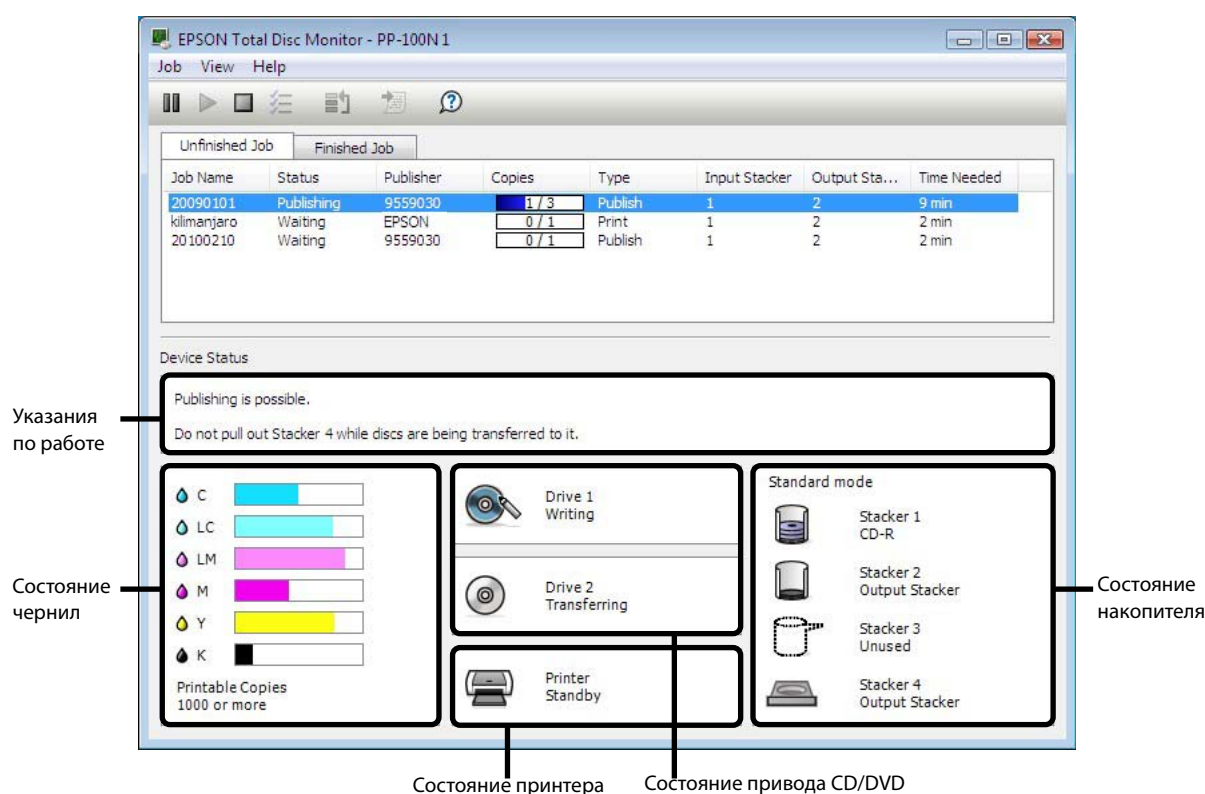 EPSON Total Disc Monitor - PP-100N 1
Job View Help
Unfinished Job Finished Job
Job Name Status Publisher Copies Type Input Stacker Output Sta... Time Needed
20090101 Publishing 9559030 1 / 3 Publish 1 2 9 min
kilimanjaro Waiting EPSON 0 / 1 Print 1 2 2 min
20100210 Waiting 9559030 0 / 1 Publish 1 2 2 min
Device Status
Publishing is possible.
Do not pull out Stacker 4 while discs are being transferred to it.
Указания
по работе
C
LC
LM
M
Y
K
Printable Copies
1000 or more
Состояние
чернил
Drive 1
Writing
Drive 2
Transferring
Printer
Standby
Standard mode
Stacker 1
CD-R
Stacker 2
Output Stacker
Stacker 3
Unused
Stacker 4
Output Stacker
Состояние
накопителя
Состояние принтера
Состояние привода CD/DVD